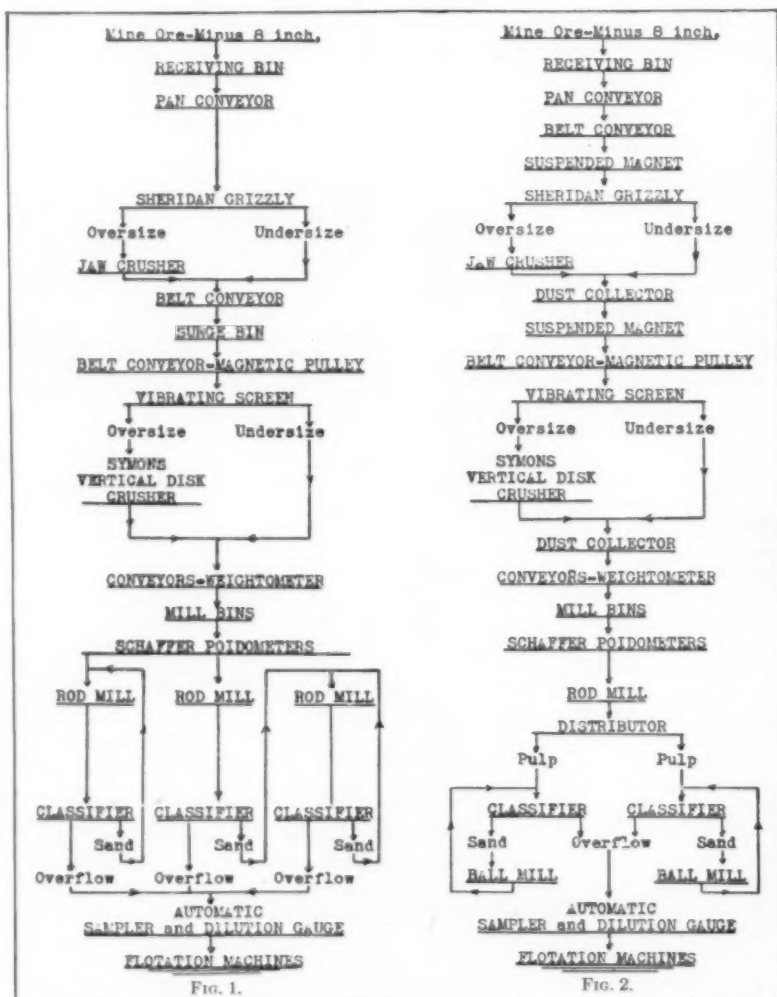 Mine Ore-Minus 8 inch.
RECEIVING BIN
PAN CONVEYOR
SHERIDAN GRIZZLY
Oversize Undersize
JAW CRUSHER
BELT CONVEYOR
SURGE BIN
BELT CONVEYOR-MAGNETIC PULLEY
VIBRATING SCREEN
Oversize Undersize
SYMONS
VERTICAL DISK
CRUSHER
CONVEYORS-WEIGHTOMETER
MILL BINS
SCHAFFER POIDOMETERS
ROD MILL ROD MILL ROD MILL
CLASSIFIER CLASSIFIER CLASSIFIER
Sand Sand Sand
Overflow Overflow Overflow
AUTOMATIC
SAMPLER and DILUTION GAUGE
FLOTATION MACHINES
FIG. 1.
Mine Ore-Minus 8 inch.
RECEIVING BIN
PAN CONVEYOR
BELT CONVEYOR
SUSPENDED MAGNET
SHERIDAN GRIZZLY
Oversize Undersize
JAW CRUSHER
DUST COLLECTOR
SUSPENDED MAGNET
BELT CONVEYOR-MAGNETIC PULLEY
VIBRATING SCREEN
Oversize Undersize
SYMONS
VERTICAL DISK
CRUSHER
DUST COLLECTOR
CONVEYORS-WEIGHTOMETER
MILL BINS
SCHAFFER POIDOMETERS
ROD MILL
DISTRIBUTOR
Pulp Pulp
CLASSIFIER CLASSIFIER
Sand Overflow Sand
BALL MILL BALL MILL
AUTOMATIC
SAMPLER and DILUTION GAUGE
FLOTATION MACHINES
FIG. 2.